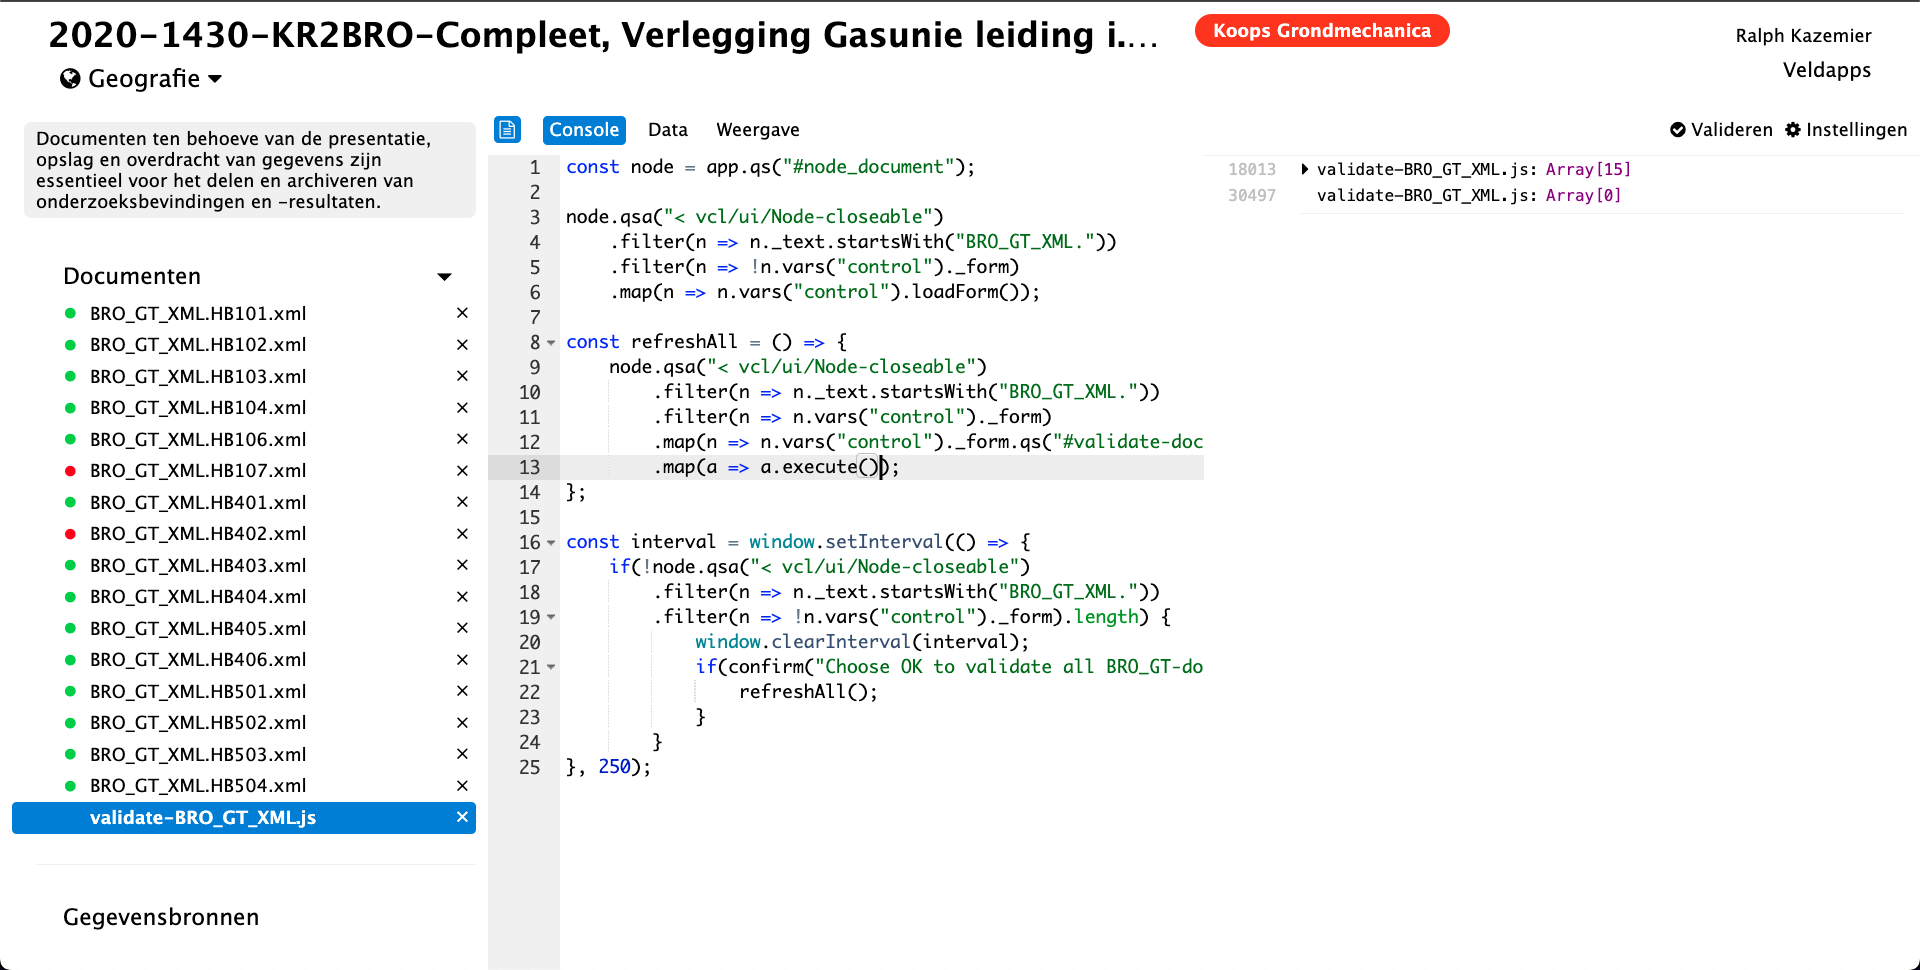 2020-1430-KR2BRO-Compleet, Verlegging Gasunie leiding i....
Koops Grondmechanica
Ralph Kazemier
Geografie
Veldapps
Documenten ten behoeve van de presentatie,
opslag en overdracht van gegevens zijn
essentieel voor het delen en archiveren van
onderzoeksbevindingen en -resultaten.
Documenten
BRO_GT_XML.HB101.xml ×
BRO_GT_XML.HB102.xml ×
BRO_GT_XML.HB103.xml ×
BRO_GT_XML.HB104.xml ×
BRO_GT_XML.HB106.xml ×
BRO_GT_XML.HB107.xml ×
BRO_GT_XML.HB401.xml ×
BRO_GT_XML.HB402.xml ×
BRO_GT_XML.HB403.xml ×
BRO_GT_XML.HB404.xml ×
BRO_GT_XML.HB405.xml ×
BRO_GT_XML.HB406.xml ×
BRO_GT_XML.HB501.xml ×
BRO_GT_XML.HB502.xml ×
BRO_GT_XML.HB503.xml ×
BRO_GT_XML.HB504.xml ×
validate-BRO_GT_XML.js ×
Gegevensbronnen
Console Data Weergave
Valideren Instellingen
1 const node = app.qs("#node_document");
2
3 node.qsa("< vcl/ui/Node-closeable")
4     .filter(n => n._text.startsWith("BRO_GT_XML."))
5     .filter(n => !n.vars("control")._form)
6     .map(n => n.vars("control").loadForm());
7
8 const refreshAll = () => {
9     node.qsa("< vcl/ui/Node-closeable")
10         .filter(n => n._text.startsWith("BRO_GT_XML."))
11         .filter(n => n.vars("control")._form)
12         .map(n => n.vars("control")._form.qs("#validate-doc
13         .map(a => a.execute());
14 };
15
16 const interval = window.setInterval(() => {
17     if(!node.qsa("< vcl/ui/Node-closeable")
18         .filter(n => n._text.startsWith("BRO_GT_XML."))
19         .filter(n => !n.vars("control")._form).length) {
20             window.clearInterval(interval);
21             if(confirm("Choose OK to validate all BRO_GT-do
22                 refreshAll();
23             }
24         }
25 }, 250);
18013 validate-BRO_GT_XML.js: Array[15]
30497 validate-BRO_GT_XML.js: Array[0]